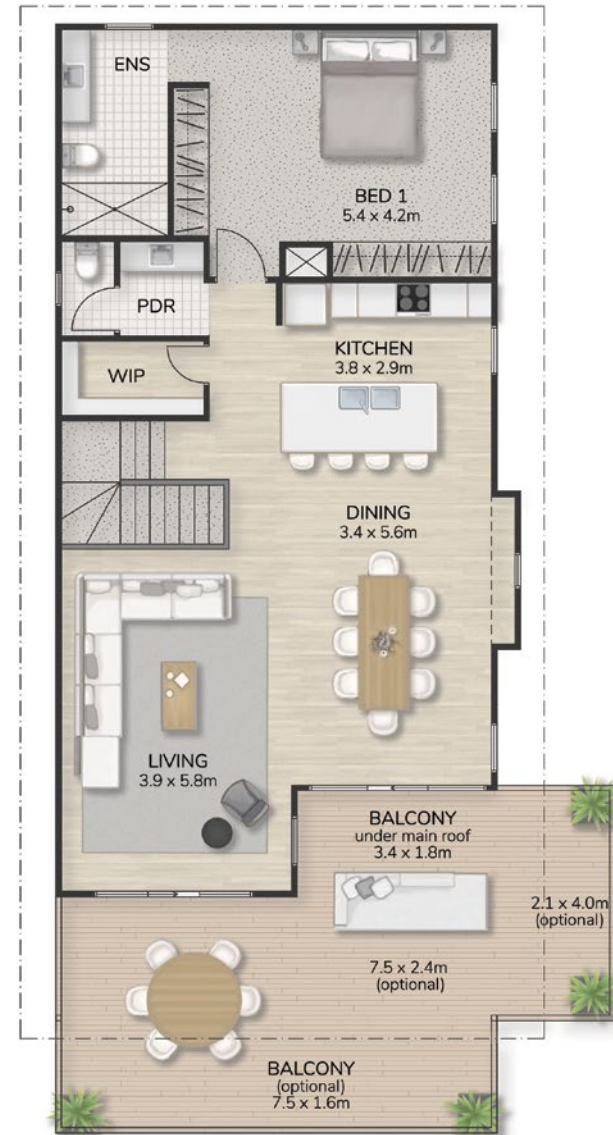 ENS
BED 1
5.4 x 4.2m
PDR
WIP
KITCHEN
3.8 x 2.9m
DINING
3.4 x 5.6m
LIVING
3.9 x 5.8m
BALCONY
under main roof
3.4 x 1.8m
2.1 x 4.0m
(optional)
7.5 x 2.4m
(optional)
BALCONY
(optional)
7.5 x 1.6m